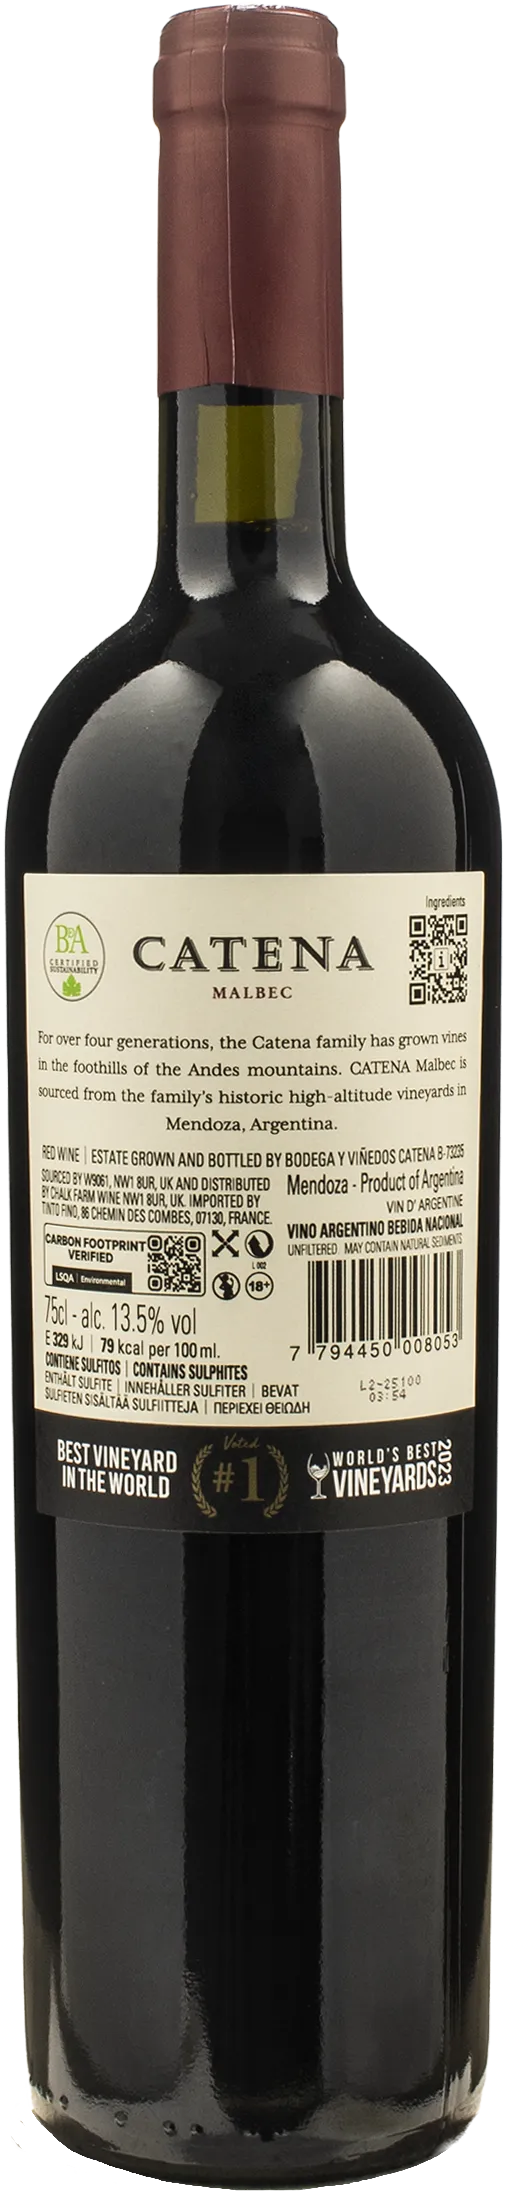 Ingredients
BdA
CERTIFIED
SUSTAINABILITY
CATENA
MALBEC
For over four generations, the Catena family has grown vines
in the foothills of the Andes mountains. CATENA Malbec is
sourced from the family's historic high-altitude vineyards in
Mendoza, Argentina.
RED WINE | ESTATE GROWN AND BOTTLED BY BODEGA Y VIÑEDOS CATENA B-73235
SOURCED BY W9061, NW1 8UR, UK AND DISTRIBUTED
BY CHALK FARM WINE NW1 8UR, UK. IMPORTED BY
TINTO FINO, 86 CHEMIN DES COMBES, 07130, FRANCE.
Mendoza - Product of Argentina
VIN D' ARGENTINE
VINO ARGENTINO BEBIDA NACIONAL
UNFILTERED. MAY CONTAIN NATURAL SEDIMENTS
CARBON FOOTPRINT
VERIFIED
LSQA | Environmental
L 002
18+
75cl - alc. 13.5% vol
E 329 kJ | 79 kcal per 100 ml.
CONTIENE SULFITOS | CONTAINS SULPHITES
ENTHÄLT SULFITE | INNEHÅLLER SULFITER | BEVAT
SULFIETEN SISÄLTÄÄ SULFIITTEJA | ΠΕΡΙΕΧΕΙ ΘΕΙΩΔΗ
7 794450 008053
L2-25100
03:54
BEST VINEYARD
IN THE WORLD
Voted
#1
WORLD'S BEST
VINEYARDS
2023